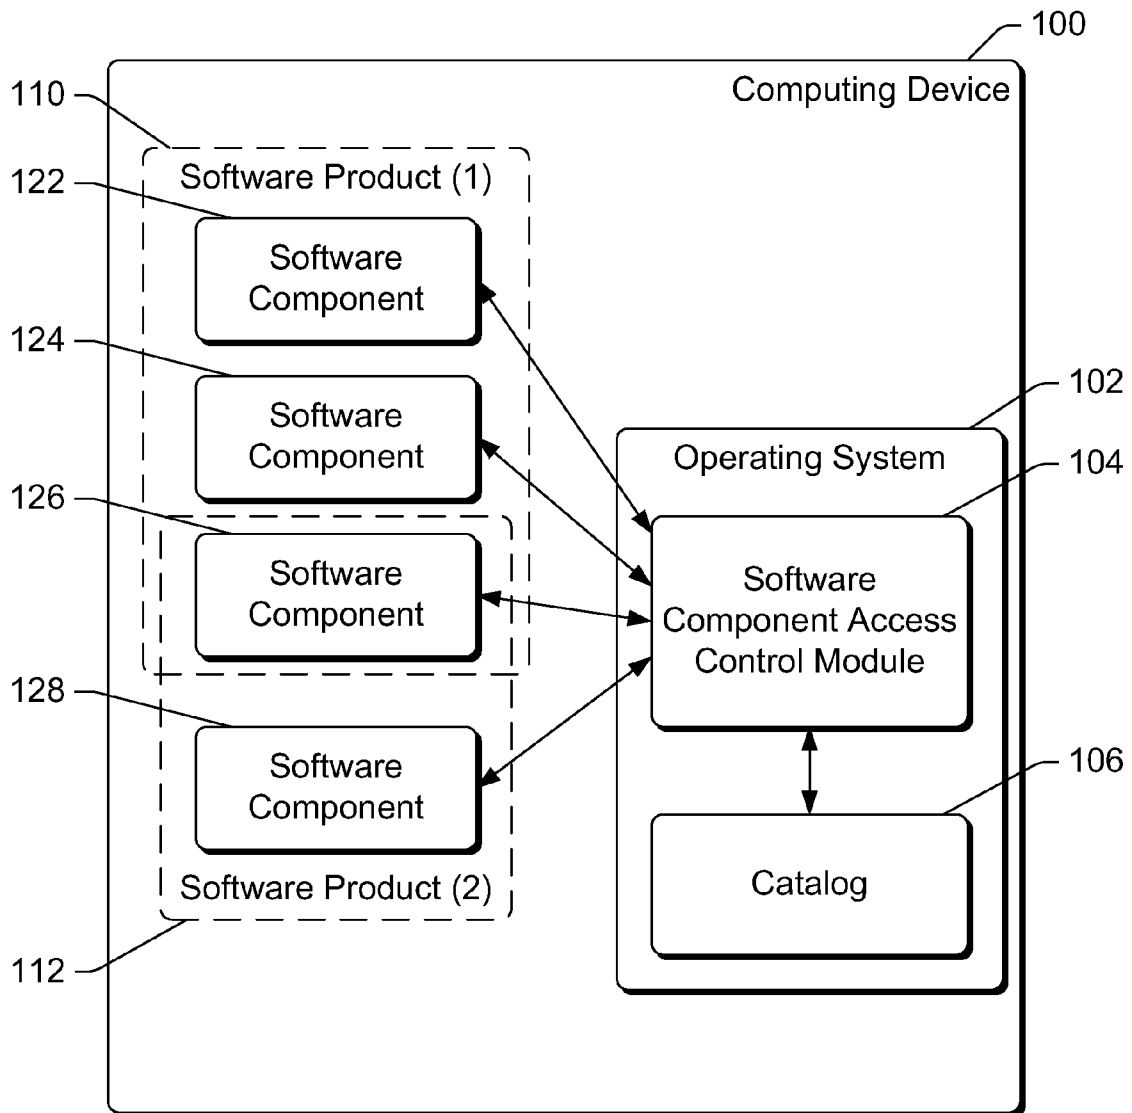 100
Computing Device
110
Software Product (1)
122
Software
Component
124
Software
Component
102
Operating System
104
126
Software
Component
Software
Component Access
Control Module
128
Software
Component
106
Catalog
Software Product (2)
112